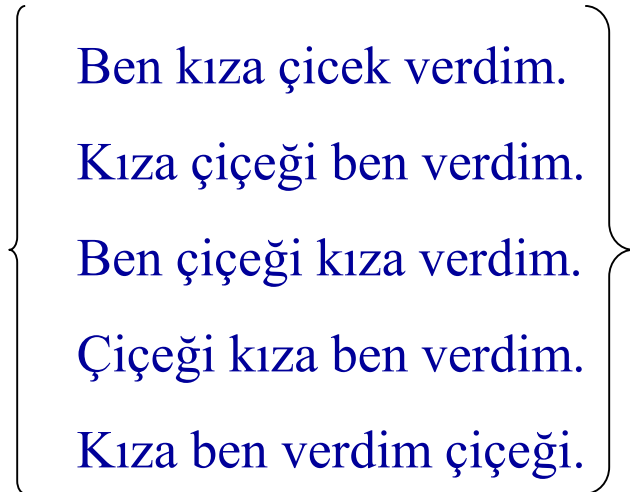 Ben kıza çicek verdim.
Kıza çiçeği ben verdim.
Ben çiçeği kıza verdim.
Çiçeği kıza ben verdim.
Kıza ben verdim çiçeği.